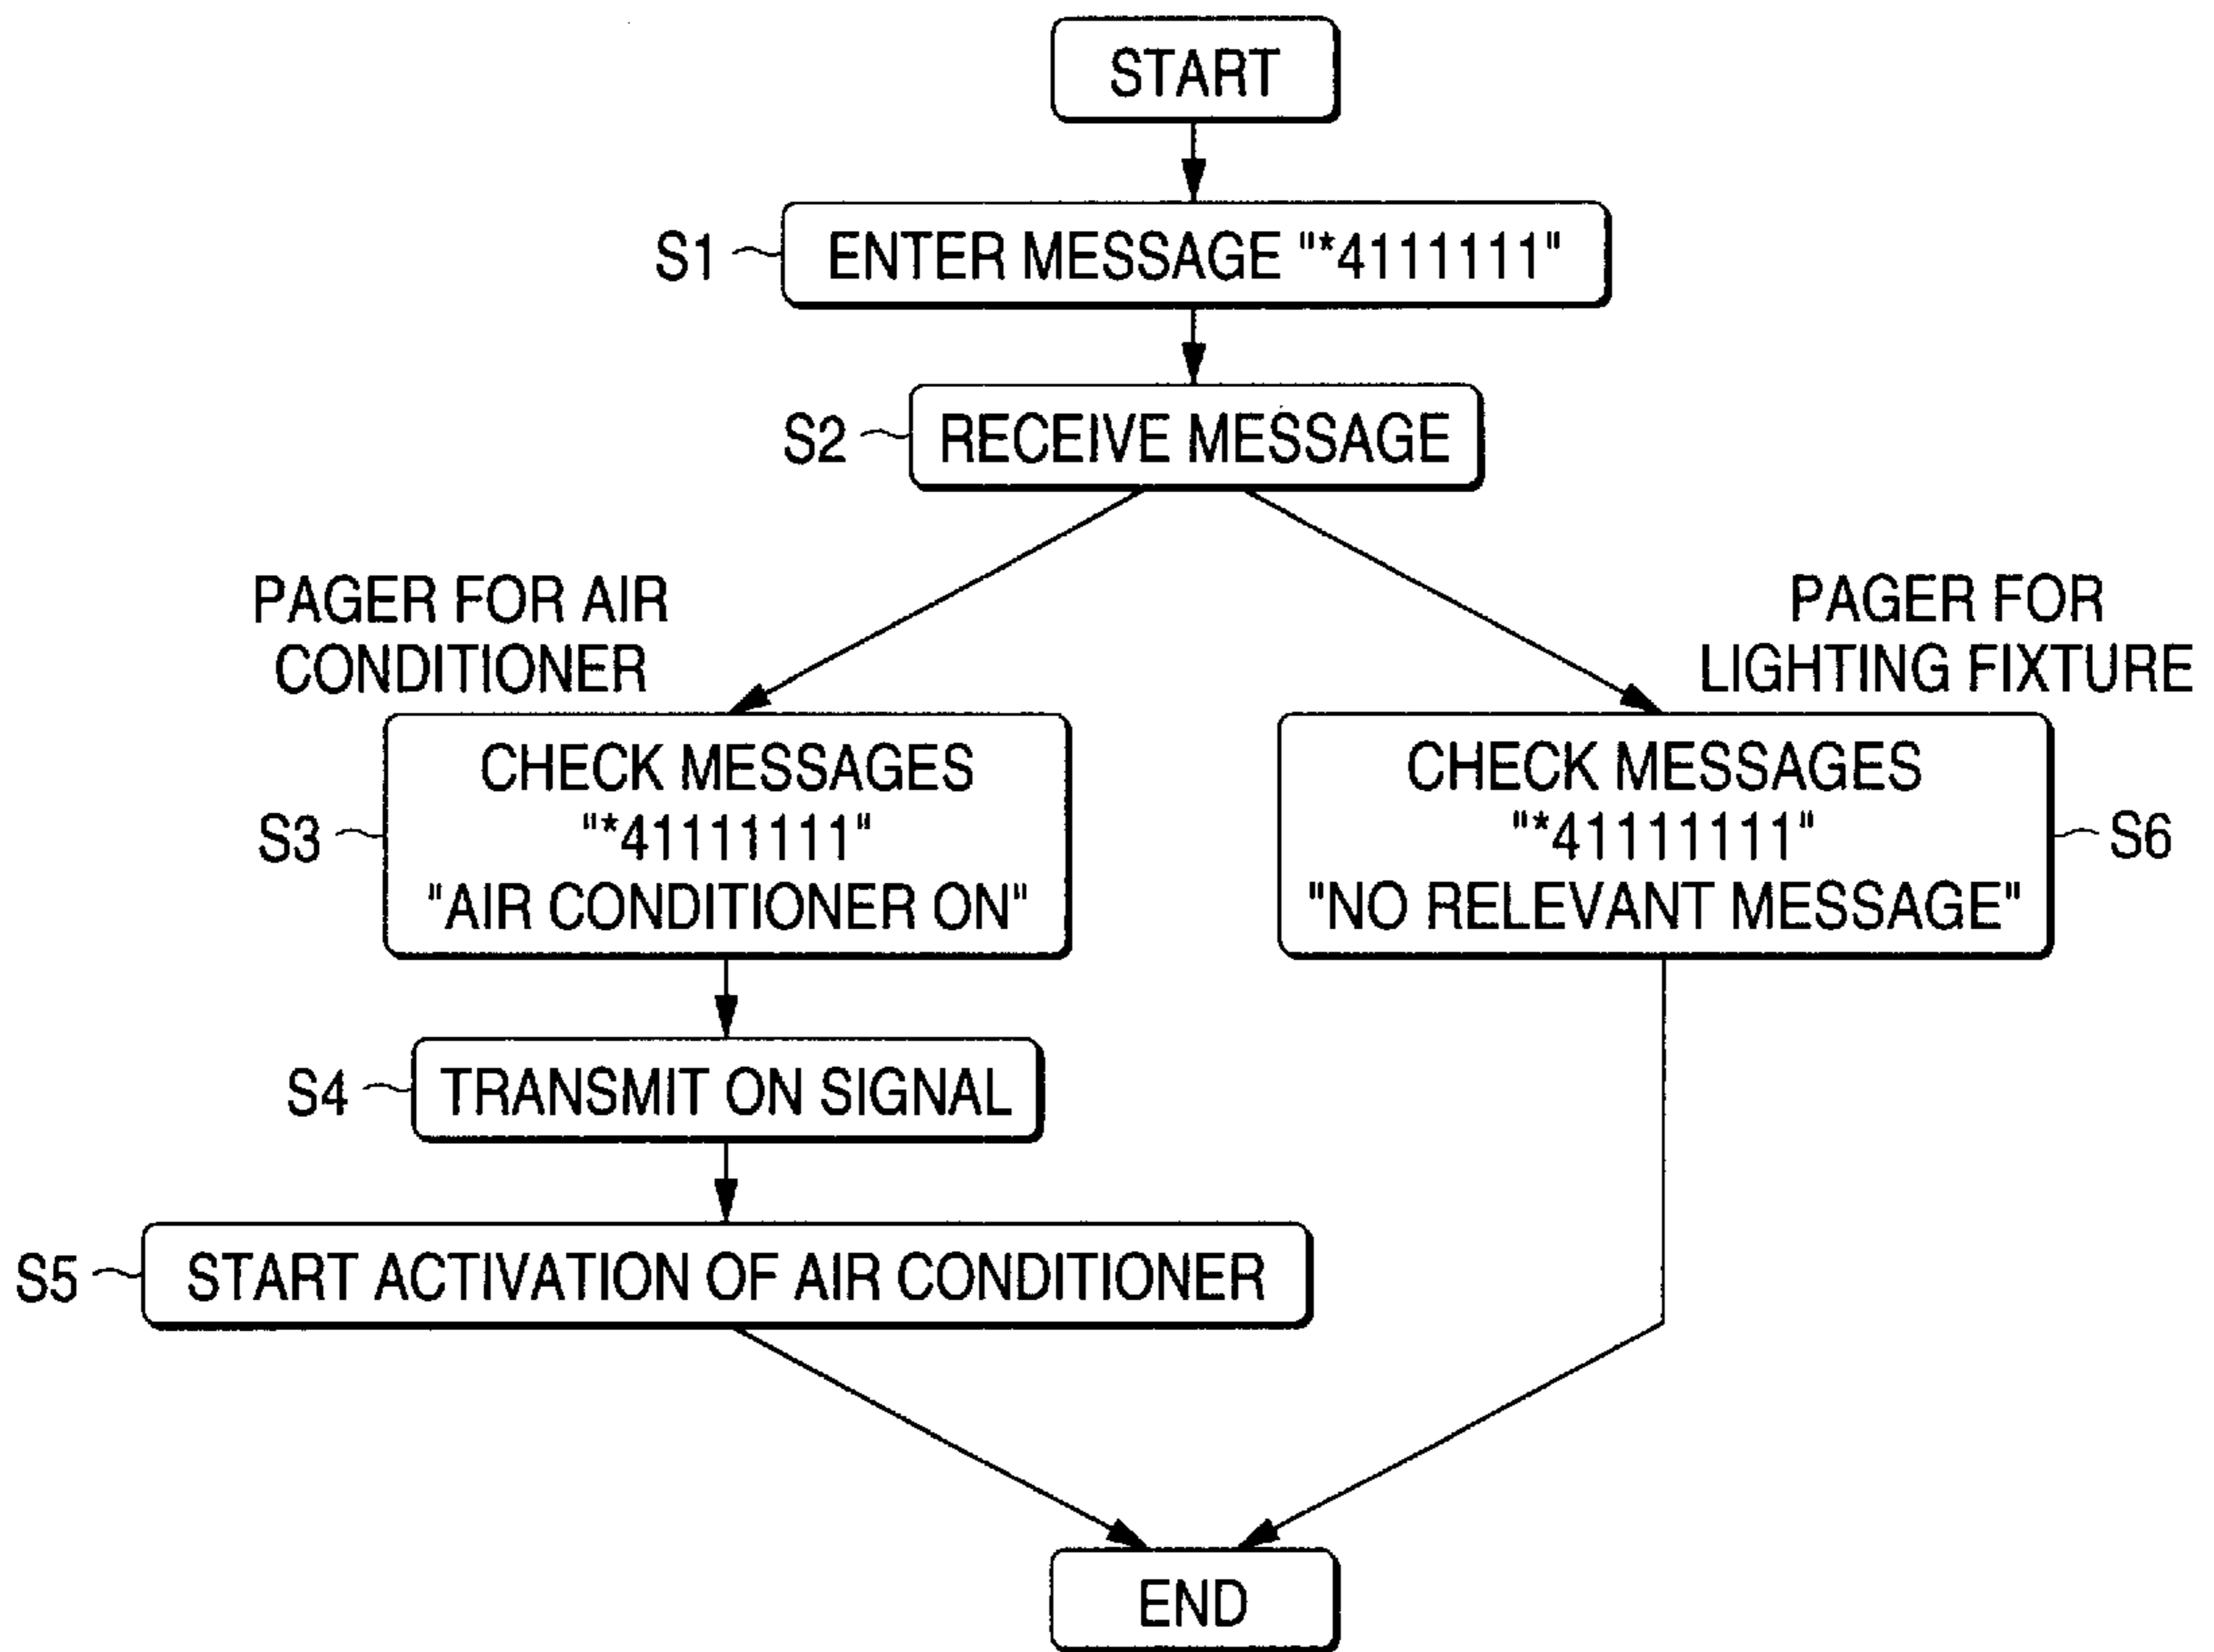 START
S1 ENTER MESSAGE "*4111111"
S2 RECEIVE MESSAGE
PAGER FOR AIR
CONDITIONER
PAGER FOR
LIGHTING FIXTURE
CHECK MESSAGES
S3 "*41111111"
"AIR CONDITIONER ON"
CHECK MESSAGES
"*41111111" S6
"NO RELEVANT MESSAGE"
S4 TRANSMIT ON SIGNAL
S5 START ACTIVATION OF AIR CONDITIONER
END